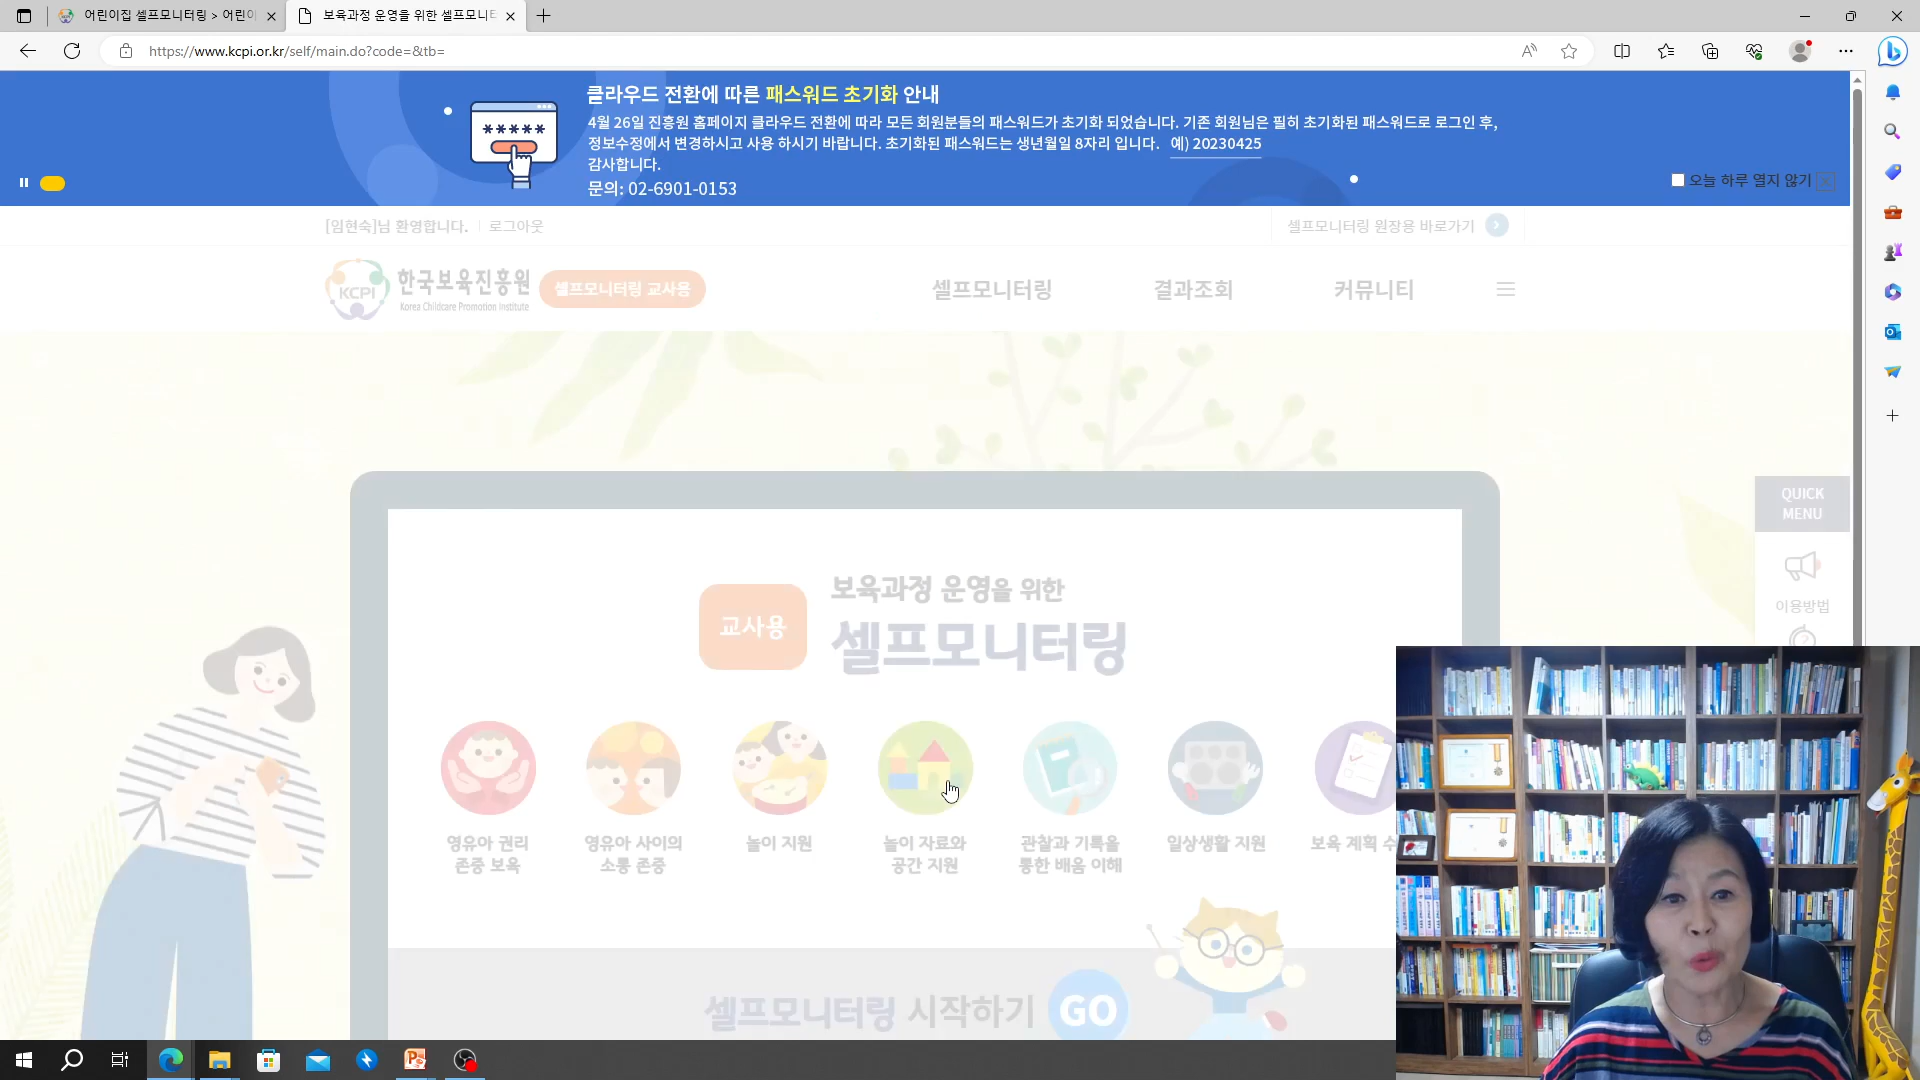 어린이집 셀프모니터링 > 어린이
보육과정 운영을 위한 셀프모니터
https://www.kcpi.or.kr/self/main.do?code=&tb=
클라우드 전환에 따른 패스워드 초기화 안내
4월 26일 진흥원 홈페이지 클라우드 전환에 따라 모든 회원분들의 패스워드가 초기화 되었습니다. 기존 회원님은 필히 초기화된 패스워드로 로그인 후,
정보수정에서 변경하시고 사용 하시기 바랍니다. 초기화된 패스워드는 생년월일 8자리 입니다. 예) 20230425
감사합니다.
문의: 02-6901-0153
오늘 하루 열지 않기
[임현숙]님 환영합니다. 로그아웃
셀프모니터링 원장용 바로가기
KCPI 한국보육진흥원
Korea Childcare Promotion Institute
셀프모니터링 교사용
셀프모니터링 결과조회 커뮤니티
QUICK
MENU
이용방법
교사용
보육과정 운영을 위한
셀프모니터링
영유아 권리
존중 보육
영유아 사이의
소통 존중
놀이 지원
놀이 자료와
공간 지원
관찰과 기록을
통한 배움 이해
일상생활 지원
보육 계획 수
셀프모니터링 시작하기 GO